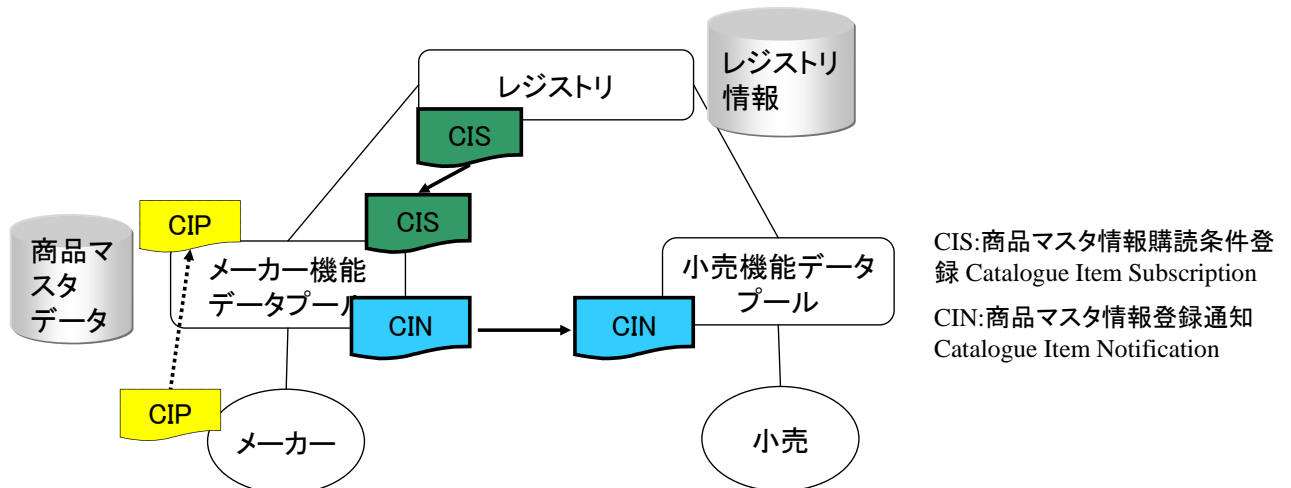 レジストリ
レジストリ
情報
CIS
CIS
CIP
商品マ
スタ
データ
メーカー機能
データプール
小売機能データ
プール
CIN
CIN
CIP
メーカー
小売
CIS:商品マスタ情報購読条件登
録 Catalogue Item Subscription
CIN:商品マスタ情報登録通知
Catalogue Item Notification